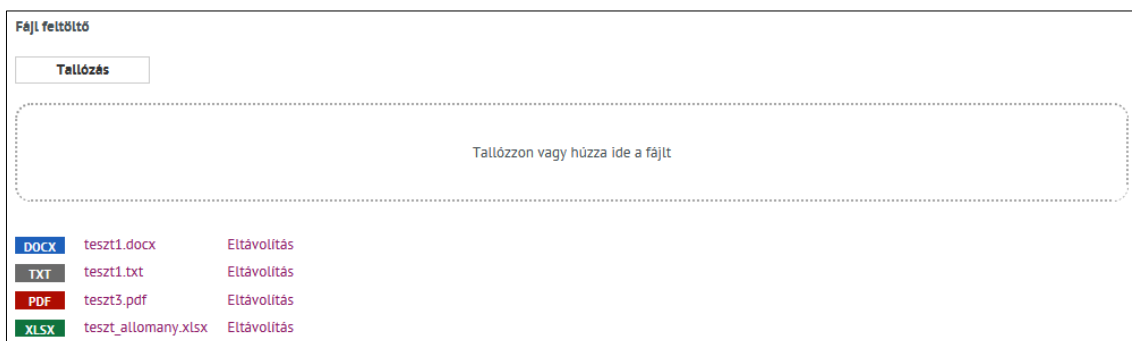 Fájl feltöltő
Tallózás
Tallózzon vagy húzza ide a fájlt
DOCX teszt1.docx Eltávolítás
TXT teszt1.txt Eltávolítás
PDF teszt3.pdf Eltávolítás
XLSX teszt_allomany.xlsx Eltávolítás